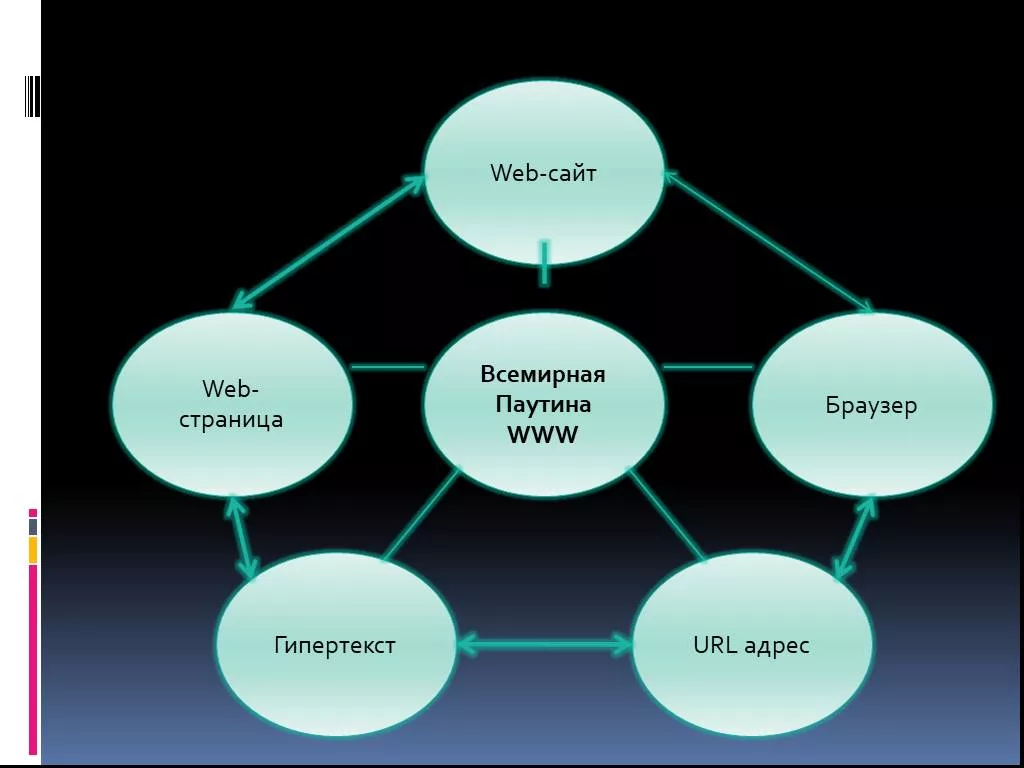 Web-сайт
Web-
страница
Всемирная
Паутина
WWW
Браузер
Гипертекст
URL адрес